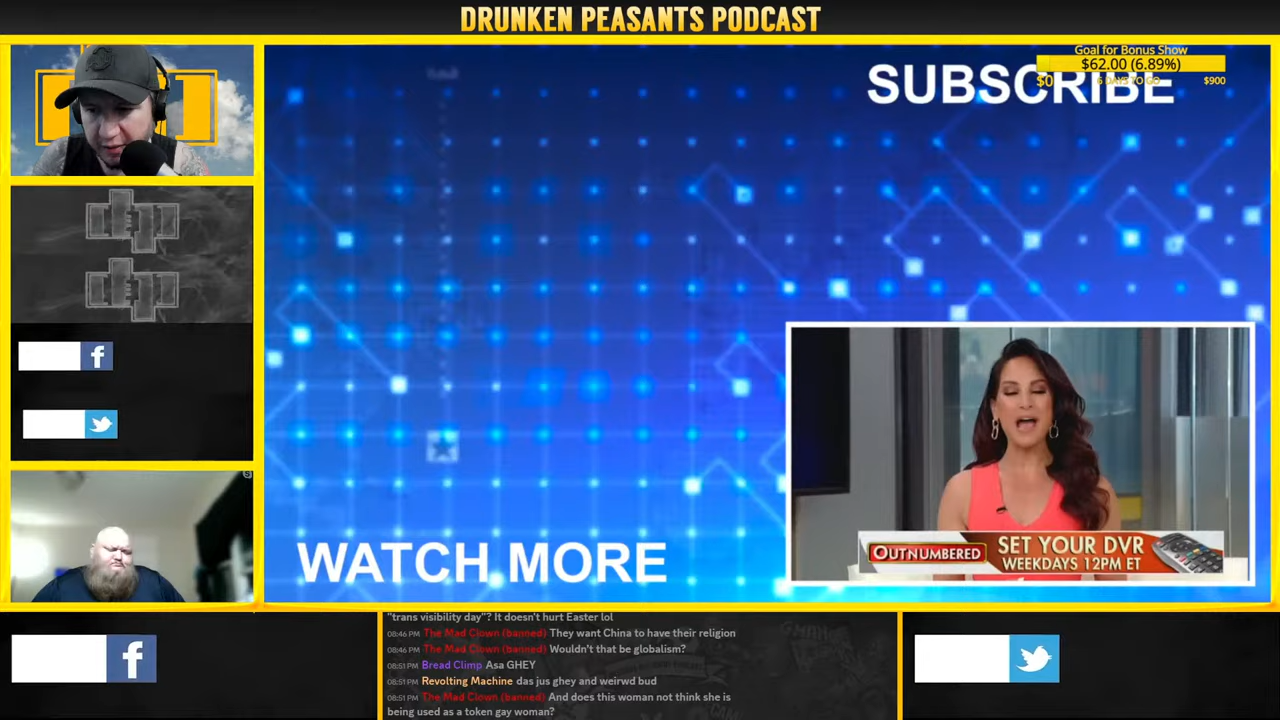 DRUNKEN PEASANTS PODCAST
Goal for Bonus Show
$62.00 (6.89%)
$0
$900
SUBSCRIBE
WATCH MORE
OUTNUMBERED
SET YOUR DVR
WEEKDAYS 12PM ET
"trans visibility day"? It doesn't hurt Easter lol
08:46 PM The Mad Clown (banned) They want China to have their religion
08:46 PM The Mad Clown (banned) Wouldn't that be globalism?
08:51 PM Bread Climp Asa GHEY
08:51 PM Revolting Machine das jus ghey and weirwd bud
08:51 PM The Mad Clown (banned) And does this woman not think she is
being used as a token gay woman?